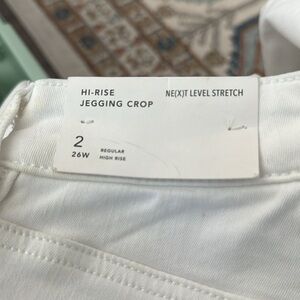 HI-RISE
JEGGING CROP
NE(X)T LEVEL STRETCH
2
26W
REGULAR
HIGH RISE